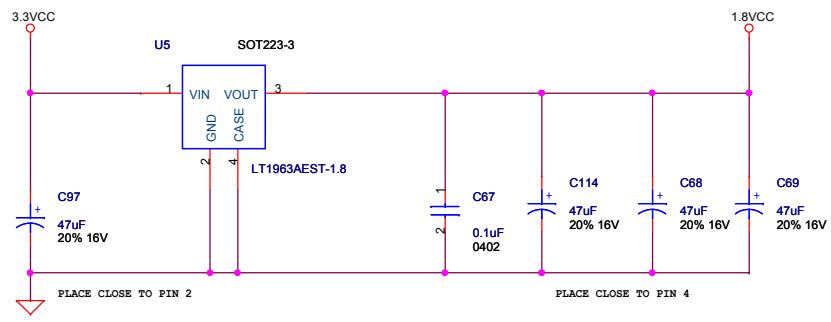 3.3VCC
1.8VCC
U5
SOT223-3
1
VIN
VOUT
3
GND
CASE
2
4
LT1963AEST-1.8
C97
+
47uF
20% 16V
1
C67
2
0.1uF
0402
C114
+
47uF
20% 16V
C68
+
47uF
20% 16V
C69
+
47uF
20% 16V
PLACE CLOSE TO PIN 2
PLACE CLOSE TO PIN 4